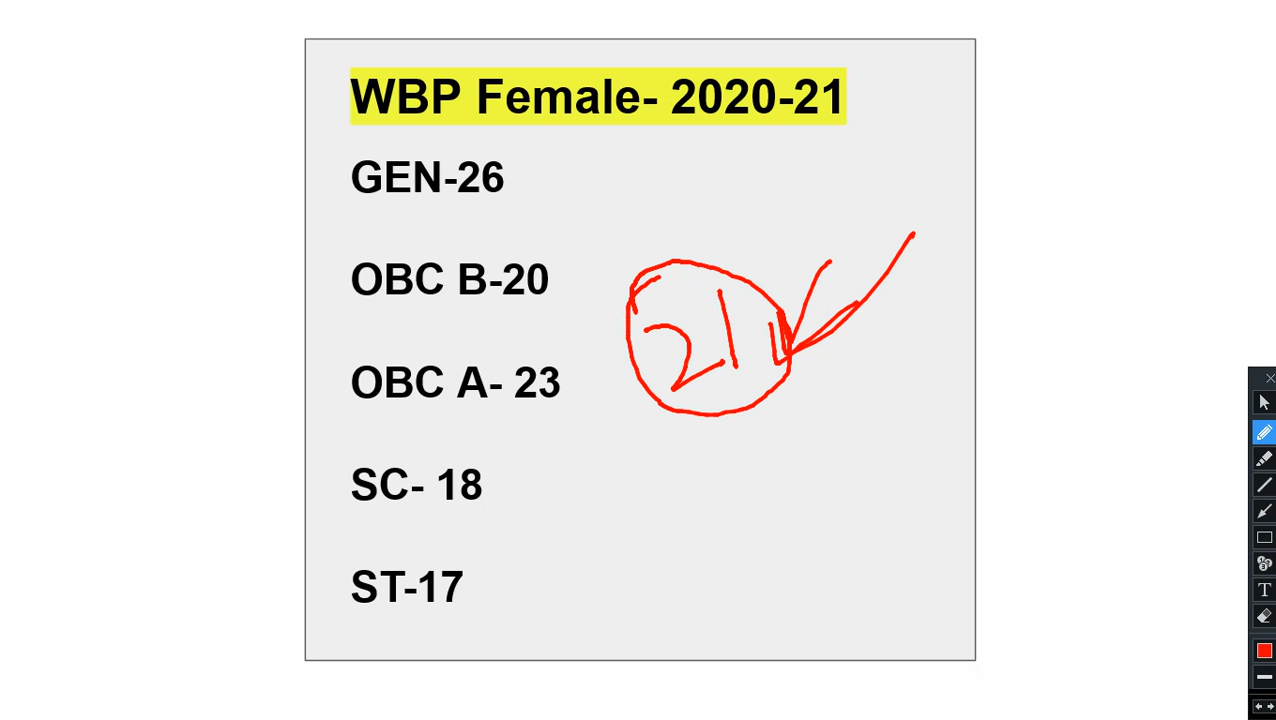 WBP Female- 2020-21
GEN-26
OBC B-20
21
OBC A- 23
SC- 18
ST-17